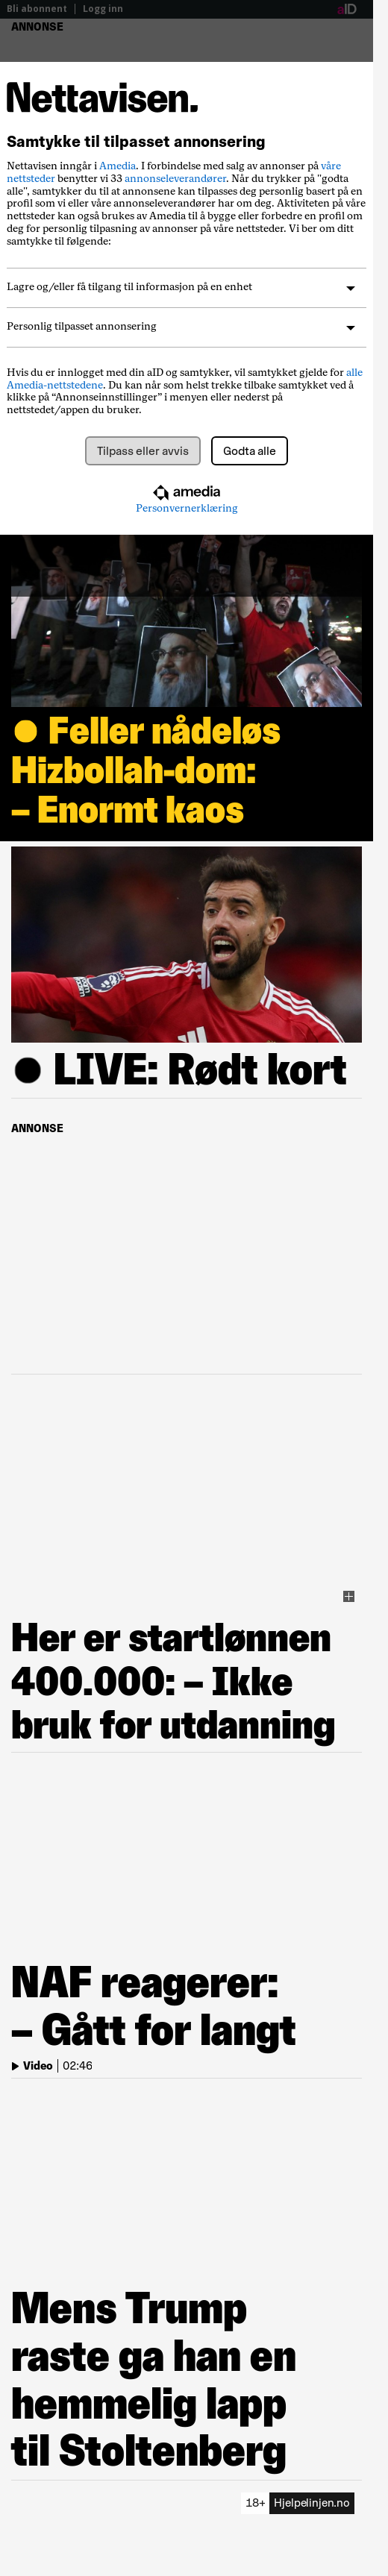 Bli abonnent | Logg inn
aID
ANNONSE
Nettavisen.
Samtykke til tilpasset annonsering
Nettavisen inngår i Amedia. I forbindelse med salg av annonser på våre
nettsteder benytter vi 33 annonseleverandører. Når du trykker på "godta
alle", samtykker du til at annonsene kan tilpasses deg personlig basert på en
profil som vi eller våre annonseleverandører har om deg. Aktiviteten på våre
nettsteder kan også brukes av Amedia til å bygge eller forbedre en profil om
deg for personlig tilpasning av annonser på våre nettsteder. Vi ber om ditt
samtykke til følgende:
Lagre og/eller få tilgang til informasjon på en enhet
Personlig tilpasset annonsering
Hvis du er innlogget med din aID og samtykker, vil samtykket gjelde for alle
Amedia-nettstedene. Du kan når som helst trekke tilbake samtykket ved å
klikke på “Annonseinnstillinger” i menyen eller nederst på
nettstedet/appen du bruker.
Tilpass eller avvis
Godta alle
amedia
Personvernerklæring
Feller nådeløs
Hizbollah-dom:
– Enormt kaos
LIVE: Rødt kort
ANNONSE
Her er startlønnen
400.000: – Ikke
bruk for utdanning
NAF reagerer:
– Gått for langt
Video | 02:46
Mens Trump
raste ga han en
hemmelig lapp
til Stoltenberg
18+ Hjelpelinjen.no